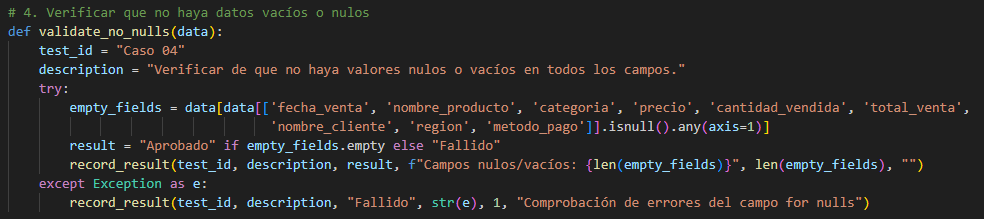 # 4. Verificar que no haya datos vacíos o nulos
def validate_no_nulls(data):
    test_id = "Caso 04"
    description = "Verificar de que no haya valores nulos o vacíos en todos los campos."
    try:
        empty_fields = data[data[['fecha_venta', 'nombre_producto', 'categoria', 'precio', 'cantidad_vendida', 'total_venta',
                                  'nombre_cliente', 'region', 'metodo_pago']].isnull().any(axis=1)]
        result = "Aprobado" if empty_fields.empty else "Fallido"
        record_result(test_id, description, result, f"Campos nulos/vacíos: {len(empty_fields)}", len(empty_fields), "")
    except Exception as e:
        record_result(test_id, description, "Fallido", str(e), 1, "Comprobación de errores del campo for nulls")